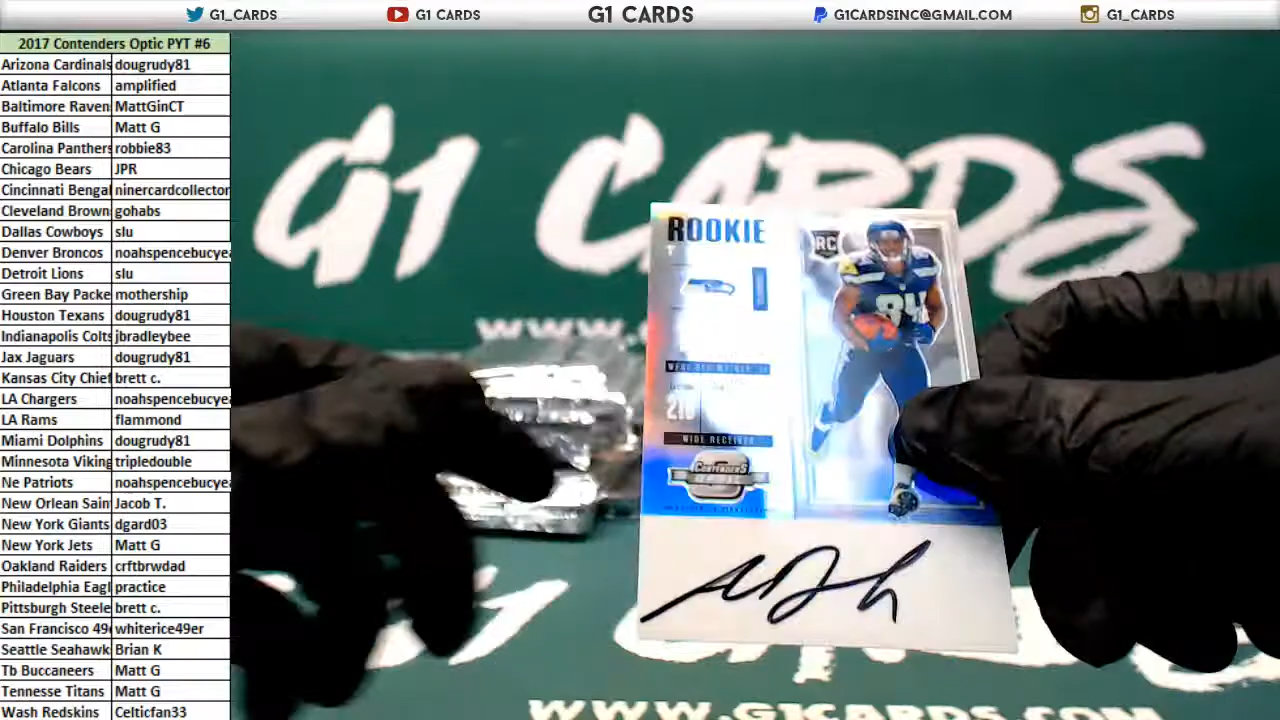 G1_CARDS G1 CARDS G1 CARDS G1CARDSINC@GMAIL.COM G1_CARDS
2017 Contenders Optic PYT #6
Arizona Cardinals dougrudy81
Atlanta Falcons amplified
Baltimore Raven MattGinCT
Buffalo Bills Matt G
Carolina Panthers robbie83
Chicago Bears JPR
Cincinnati Bengal ninercardcollector
Cleveland Brown gohabs
Dallas Cowboys slu
Denver Broncos noahspencebucyea
Detroit Lions slu
Green Bay Packe mothership
Houston Texans dougrudy81
Indianapolis Colts jbradleybee
Jax Jaguars dougrudy81
Kansas City Chief brett c.
LA Chargers noahspencebucyea
LA Rams flammond
Miami Dolphins dougrudy81
Minnesota Viking tripledouble
Ne Patriots noahspencebucyea
New Orlean Sain Jacob T.
New York Giants dgard03
New York Jets Matt G
Oakland Raiders crftbrwdad
Philadelphia Eagl practice
Pittsburgh Steele brett c.
San Francisco 49 whiterice49er
Seattle Seahawk Brian K
Tb Buccaneers Matt G
Tennesse Titans Matt G
Wash Redskins Celticfan33
G1 CARDS
WWW.
ROOKIE
RC
84
WIDE RECEIVER
CONTENDERS
WWW.G1CARDS.COM